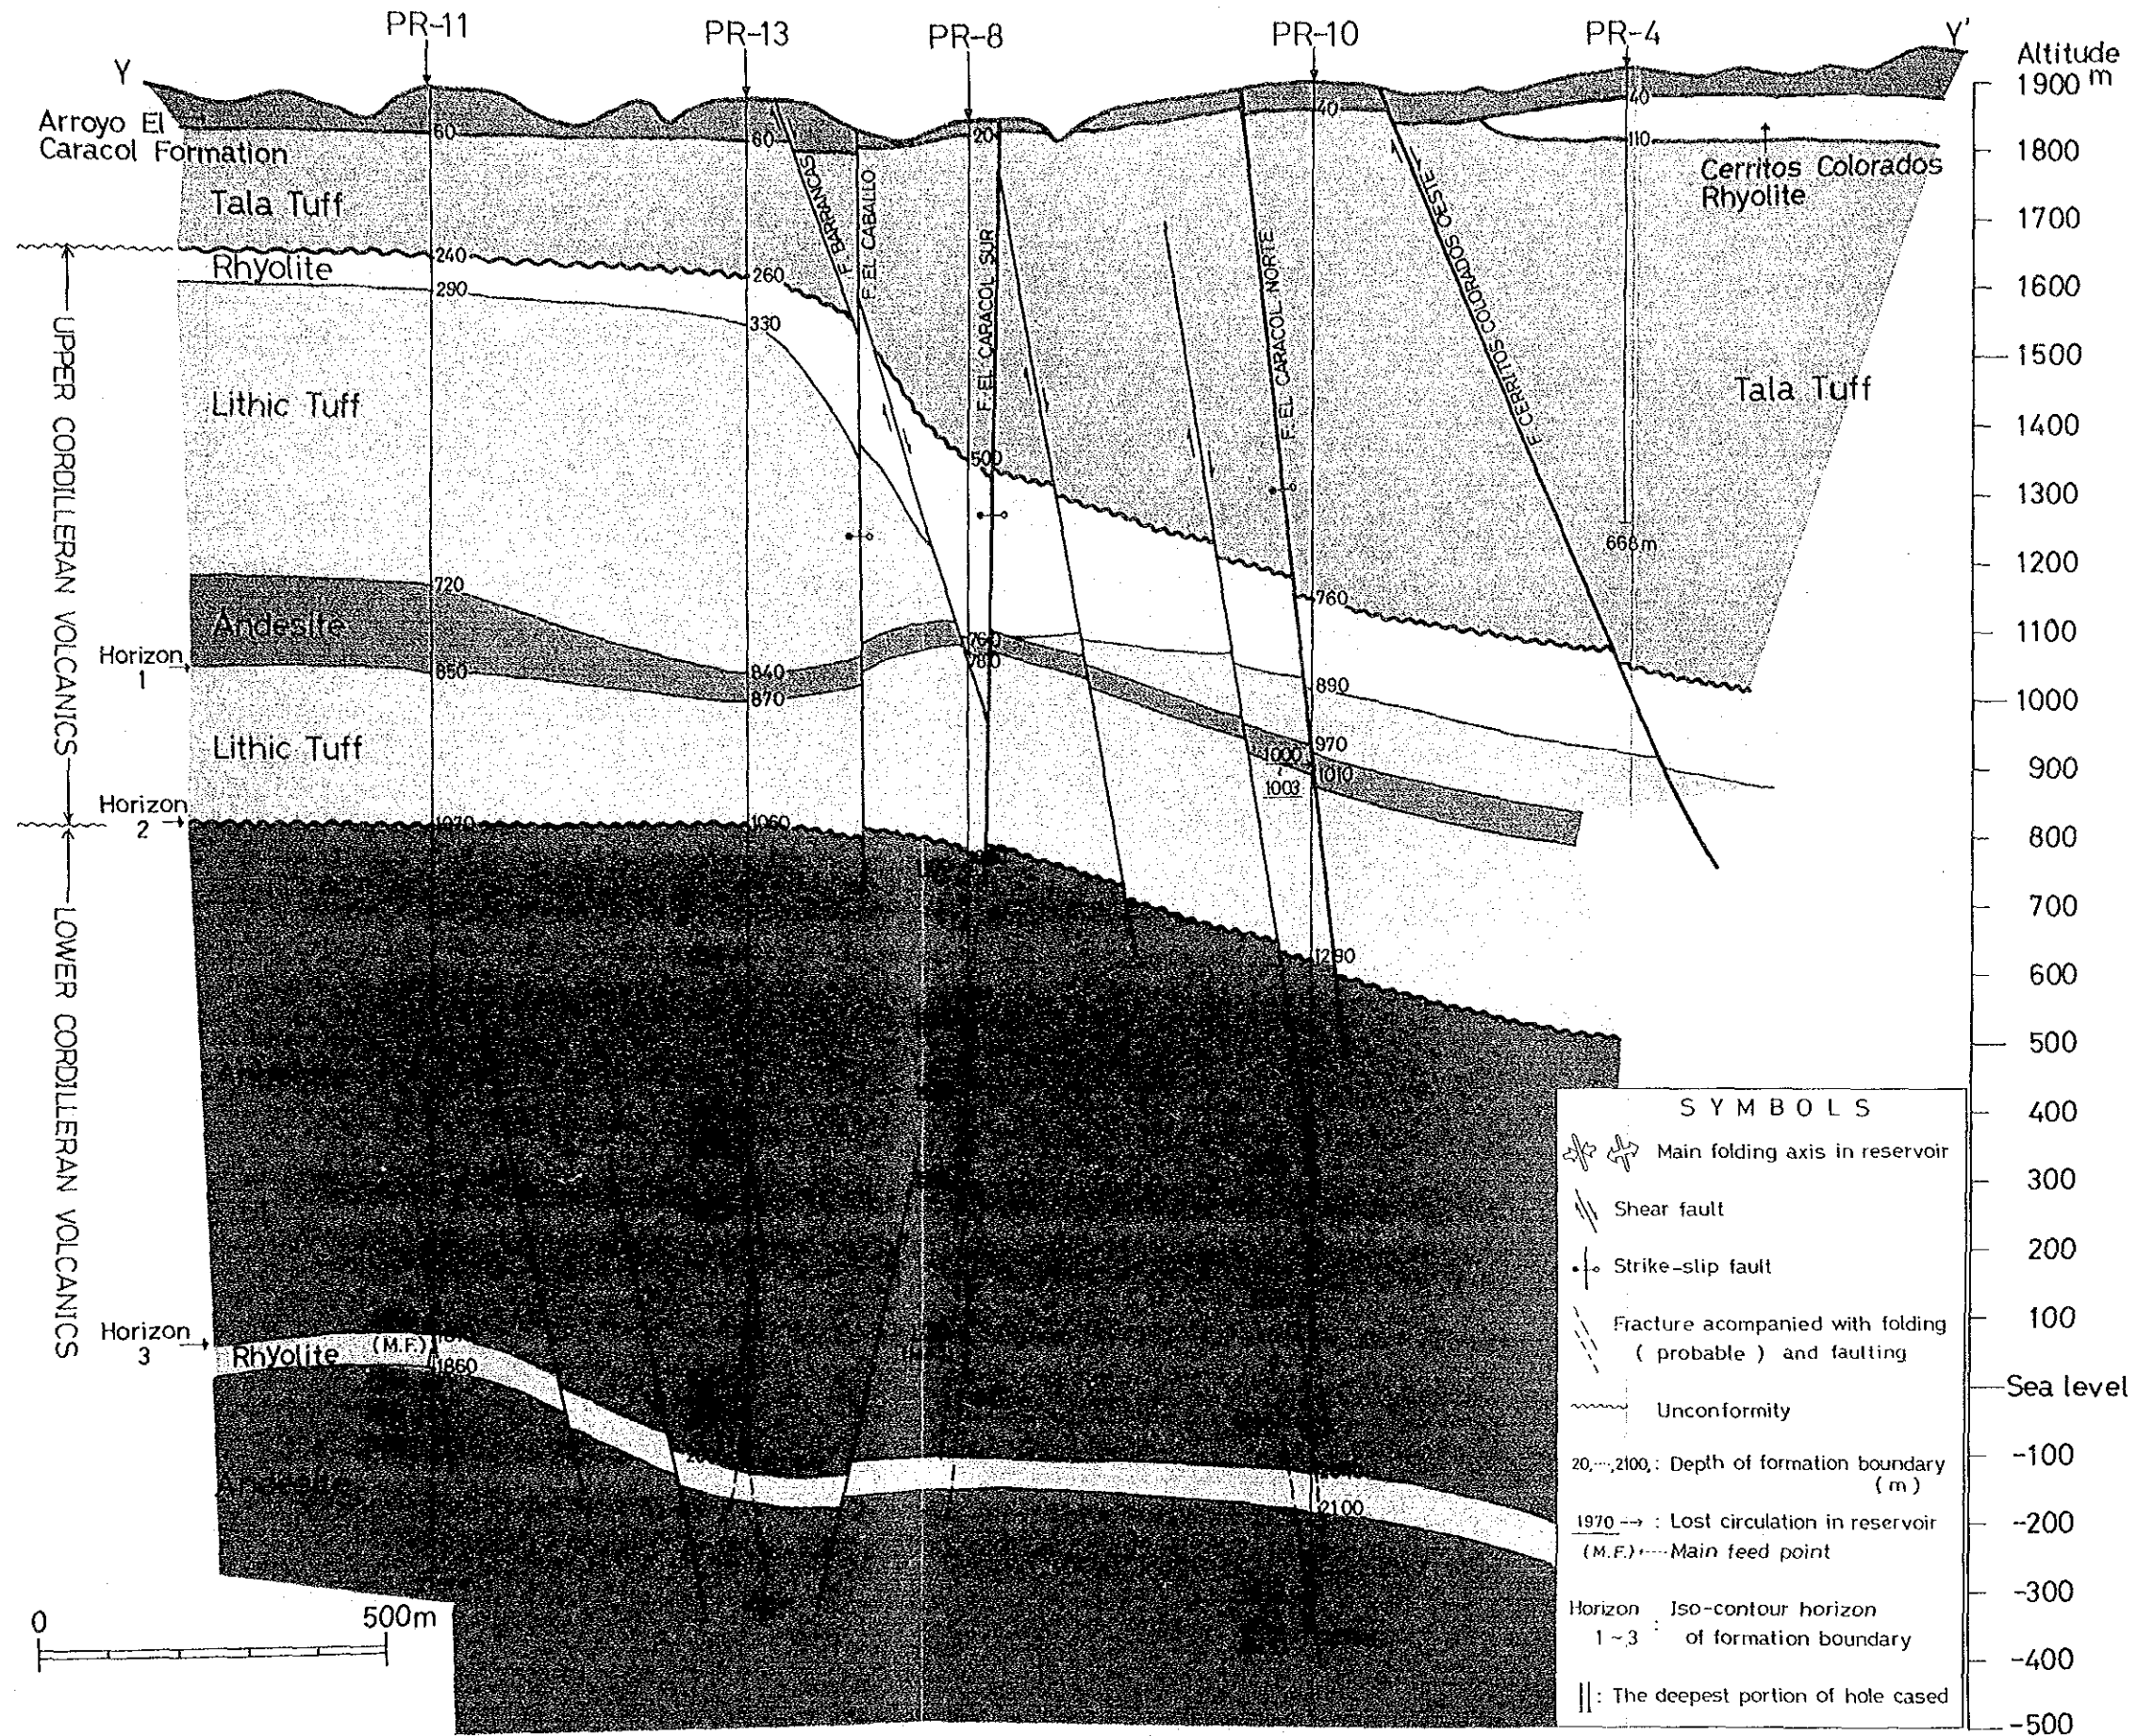 PR-11
PR-13
PR-8
PR-10
PR-4
Y
Y'
Altitude
1900 m
1800
1700
1600
1500
1400
1300
1200
1100
1000
900
800
700
600
500
400
300
200
100
Sea level
-100
-200
-300
-400
-500
Arroyo El
Caracol Formation
Tala Tuff
Rhyolite
Lithic Tuff
Andesite
Lithic Tuff
UPPER CORDILLERAN VOLCANICS
LOWER CORDILLERAN VOLCANICS
Horizon
1
Horizon
2
Horizon
3
Rhyolite
(M.F.)
Andesite
60
240
290
720
850
1070
1860
60
260
330
840
870
1060
20
500
760
780
40
760
890
970
1000
~
1003
1010
1290
2100
40
110
668m
F. BARRANCAS
F. EL CABALLO
F. EL CARACOL SUR
F. EL CARACOL NORTE
F. CERRITOS COLORADOS OESTE
Cerritos Colorados
Rhyolite
Tala Tuff
0
500m
SYMBOLS
Main folding axis in reservoir
Shear fault
Strike-slip fault
Fracture acompanied with folding
( probable ) and faulting
Unconformity
20,...,2100, : Depth of formation boundary
( m )
1970 --→ : Lost circulation in reservoir
(M.F.) ----- Main feed point
Horizon
1~3
: Iso-contour horizon
of formation boundary
|| : The deepest portion of hole cased